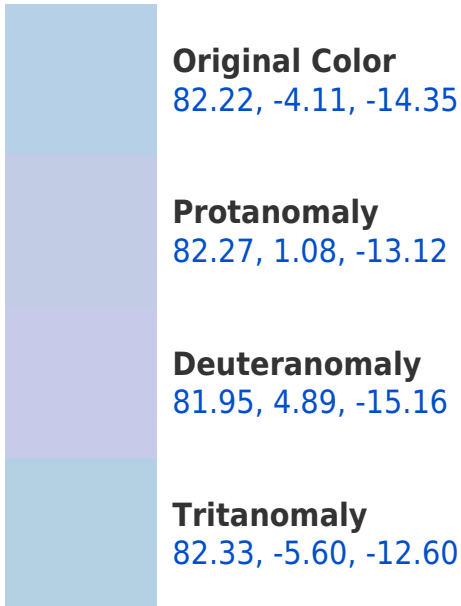 Original Color
82.22, -4.11, -14.35
Protanomaly
82.27, 1.08, -13.12
Deuteranomaly
81.95, 4.89, -15.16
Tritanomaly
82.33, -5.60, -12.60